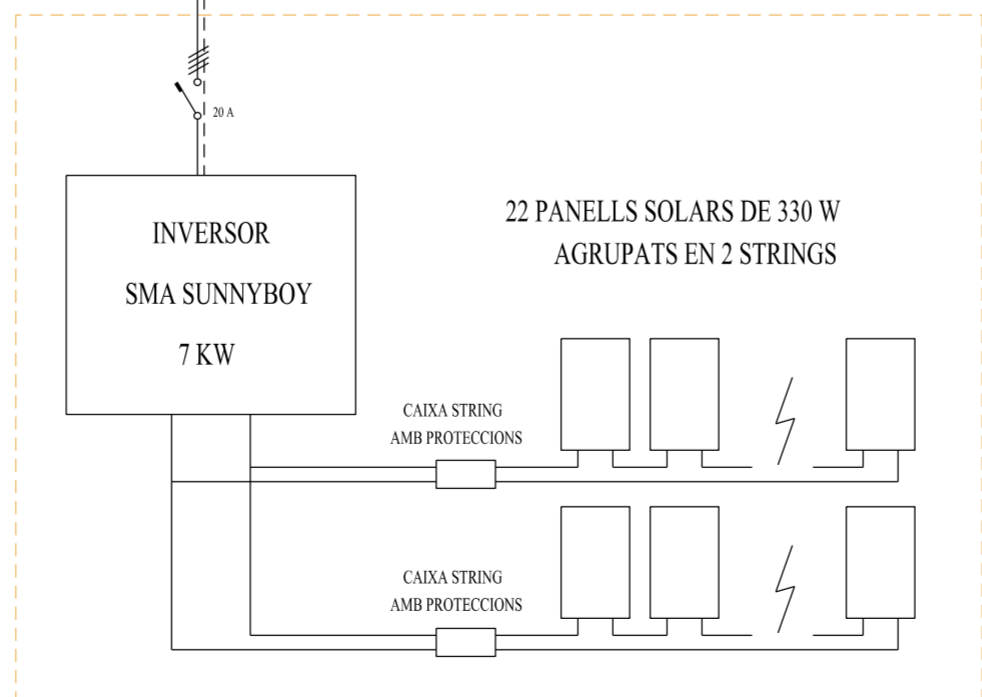 20 A
INVERSOR
SMA SUNNYBOY
7 KW
22 PANELLS SOLARS DE 330 W
AGRUPATS EN 2 STRINGS
CAIXA STRING
AMB PROTECCIONS
CAIXA STRING
AMB PROTECCIONS